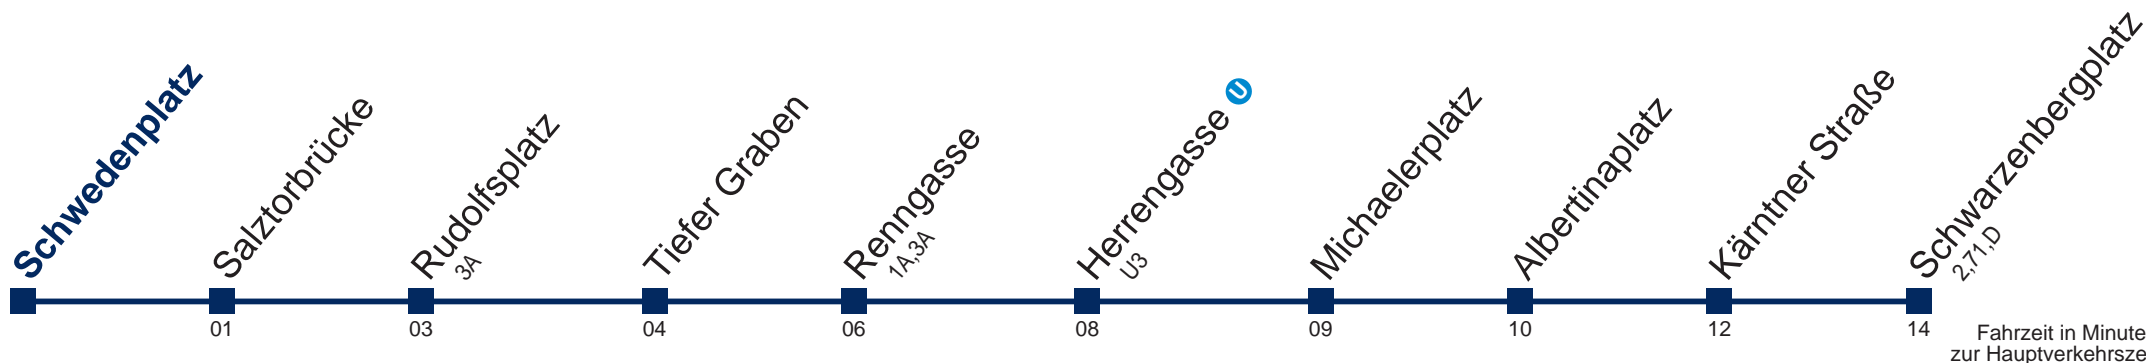 Schwedenplatz
Salztorbrücke
Rudolfsplatz
3A
Tiefer Graben
Renngasse
1A,3A
Herrengasse U
U3
Michaelerplatz
Albertinaplatz
Kärntner Straße
Schwarzenbergplatz
2,71,D
01
03
04
06
08
09
10
12
14
Fahrzeit in Minute
zur Hauptverkehrsze